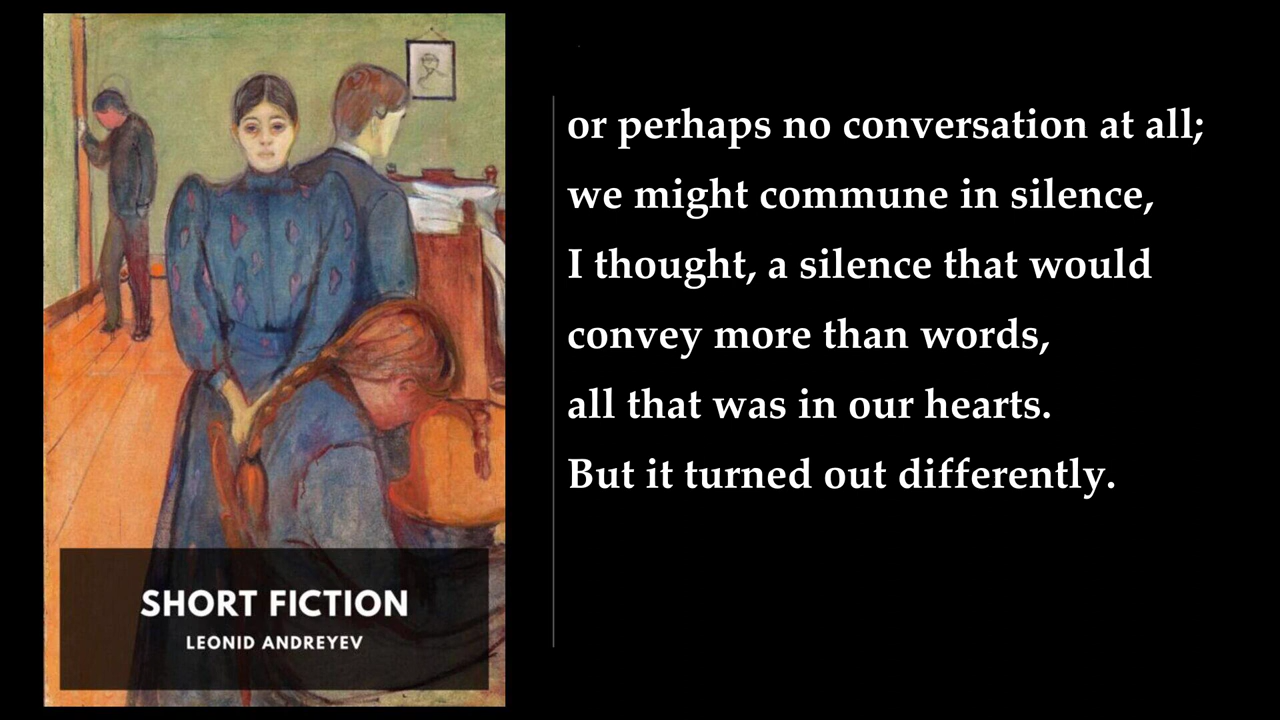 SHORT FICTION
LEONID ANDREYEV
or perhaps no conversation at all;
we might commune in silence,
I thought, a silence that would
convey more than words,
all that was in our hearts.
But it turned out differently.